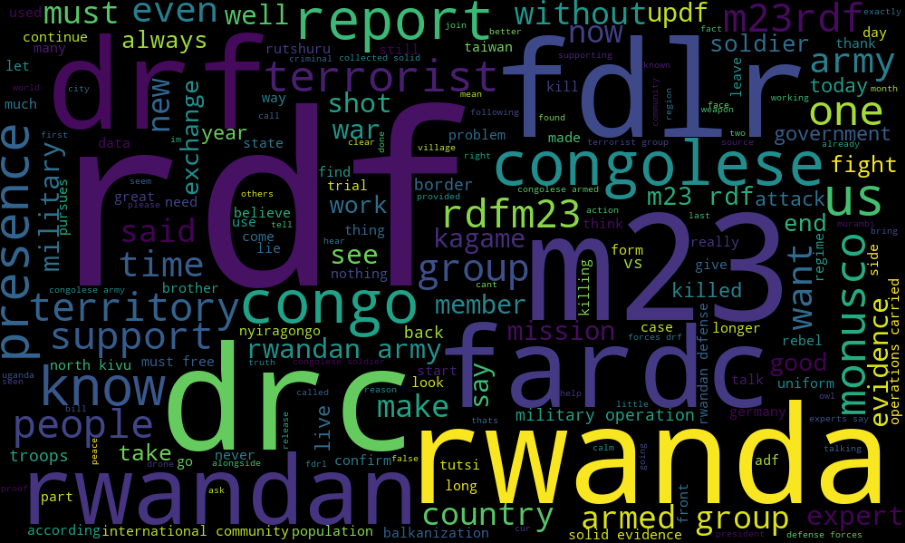 must even report without updf m23rdf
always well now soldier army
drf terrorist fdlr today one
new shot exchange year war
rdf congolese government fight
presence military said time see rdfm23 m23 rdf attack us
territory kagame end
congo group m23 want
support member killed
know rwandan army mission good
drc make say fardc monusco
people take evidence
rwandan military operation rwanda
troops country armed group expert
according international community population balkanization solid evidence
join better exactly
continue used rutshuru still criminal collected solid taiwan supporting known thank day
let many way kill region leave community face weapon working month
much world city call mean following found two source already
first data im state problem made right
pursues clear village done find border terrorist group fact
seem need great trial believe work congolese armed provided action think last murambi
others please tell use come thing hear cant really bring
lie nothing killing form vs give side regime
congolese army brother nyiragongo back case longer rebel
north kivu must free look start uniform talk
uganda seen truth congolese soldier forces drf rwandan defense
called reason help germany owl operations carried
bill release live thats little experts say
never go confirm tutsi adf calm going talking
peace drone alongside fdrl false long front
part proof ask cur president defense forces